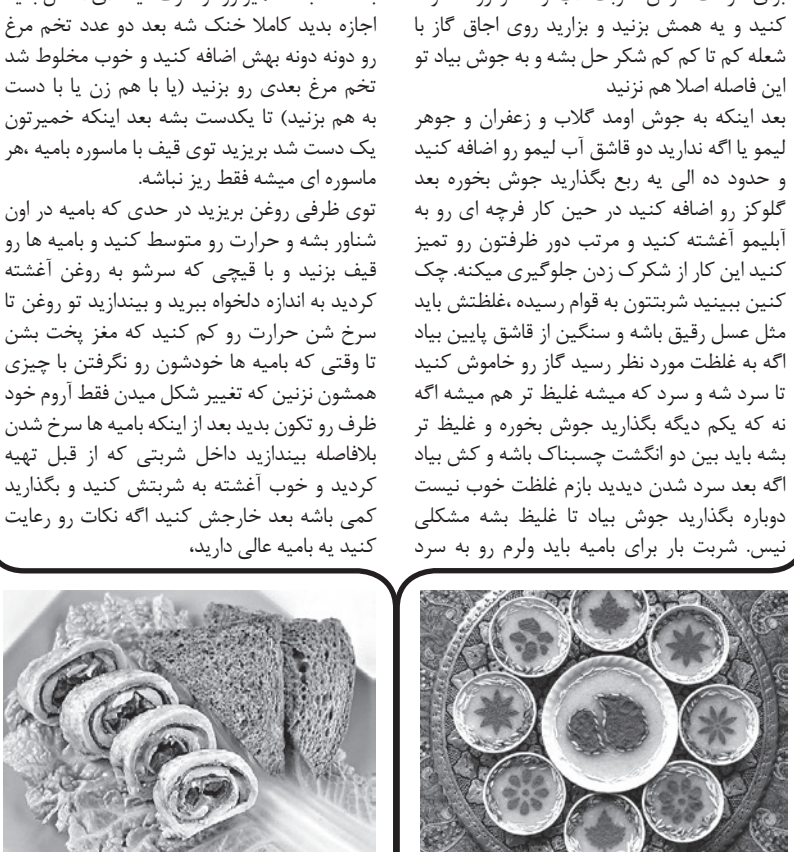 کنید و یه همش بزنید و بزارید روی اجاق گاز با
شعله کم تا کم کم شکر حل بشه و به جوش بیاد تو
این فاصله اصلا هم نزنید
بعد اینکه به جوش اومد گلاب و زعفران و جوهر
لیمو یا اگه ندارید دو قاشق آب لیمو رو اضافه کنید
و حدود ده الی یه ربع بگذارید جوش بخوره بعد
گلوکز رو اضافه کنید در حین کار فرچه ای رو به
آبلیمو آغشته کنید و مرتب دور ظرفتون رو تمیز
کنید این کار از شکرک زدن جلوگیری میکنه. چک
کنین ببینید شربتتون به قوام رسیده ،غلظتش باید
مثل عسل رقیق باشه و سنگین از قاشق پایین بیاد
اگه به غلظت مورد نظر رسید گاز رو خاموش کنید
تا سرد شه و سرد که میشه غلیظ تر هم میشه اگه
نه که یکم دیگه بگذارید جوش بخوره و غلیظ تر
بشه باید بین دو انگشت چسبناک باشه و کش بیاد
اگه بعد سرد شدن دیدید بازم غلظت خوب نیست
دوباره بگذارید جوش بیاد تا غلیظ بشه مشکلی
نیس. شربت بار برای بامیه باید ولرم رو به سرد
اجازه بدید کاملا خنک شه بعد دو عدد تخم مرغ
رو دونه دونه بهش اضافه کنید و خوب مخلوط شد
تخم مرغ بعدی رو بزنید (یا با هم زن یا با دست
به هم بزنید) تا یکدست بشه بعد اینکه خمیرتون
یک دست شد بریزید توی قیف با ماسوره بامیه ،هر
ماسوره ای میشه فقط ریز نباشه.
توی ظرفی روغن بریزید در حدی که بامیه در اون
شناور بشه و حرارت رو متوسط کنید و بامیه ها رو
قیف بزنید و با قیچی که سرشو به روغن آغشته
کردید به اندازه دلخواه ببرید و بیندازید تو روغن تا
سرخ شن حرارت رو کم کنید که مغز پخت بشن
تا وقتی که بامیه ها خودشون رو نگرفتن با چیزی
همشون نزنین که تغییر شکل میدن فقط آروم خود
ظرف رو تکون بدید بعد از اینکه بامیه ها سرخ شدن
بلافاصله بیندازید داخل شربتی که از قبل تهیه
کردید و خوب آغشته به شربتش کنید و بگذارید
کمی باشه بعد خارجش کنید اگه نکات رو رعایت
کنید یه بامیه عالی دارید،